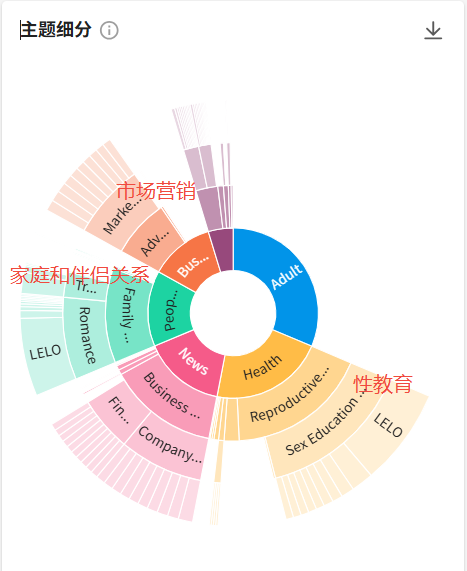 主题细分
市场营销
Marke...
Adv...
Bus...
Adult
家庭和伴侣关系
Tr...
Family ...
Peop...
Romance
LELO
News
Health
Business ...
Reproductive...
性教育
Fin...
Sex Education ...
LELO
Company...